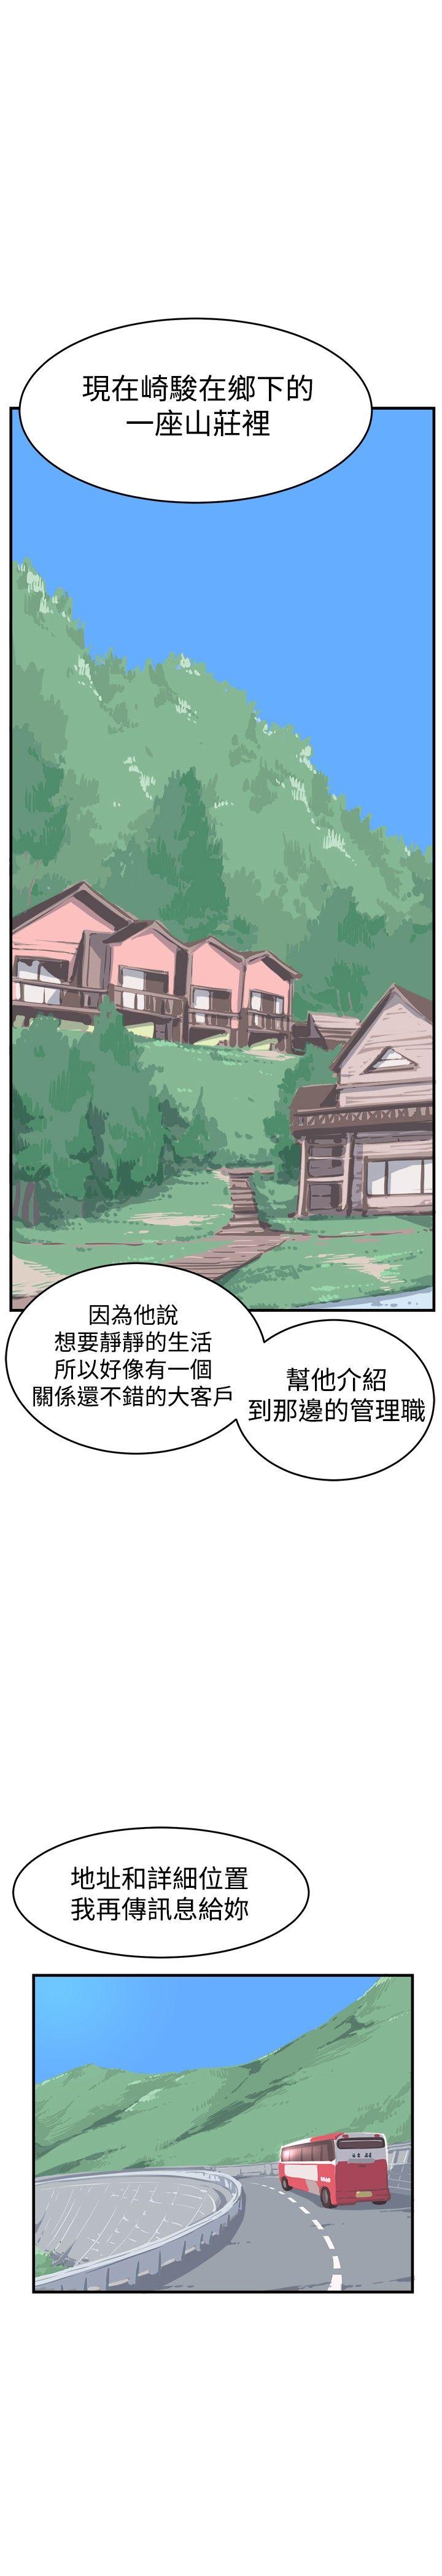 現在崎駿在鄉下的
一座山莊裡
因為他說
想要靜靜的生活
所以好像有一個
關係還不錯的大客戶
幫他介紹
到那邊的管理職
地址和詳細位置
我再傳訊息給妳